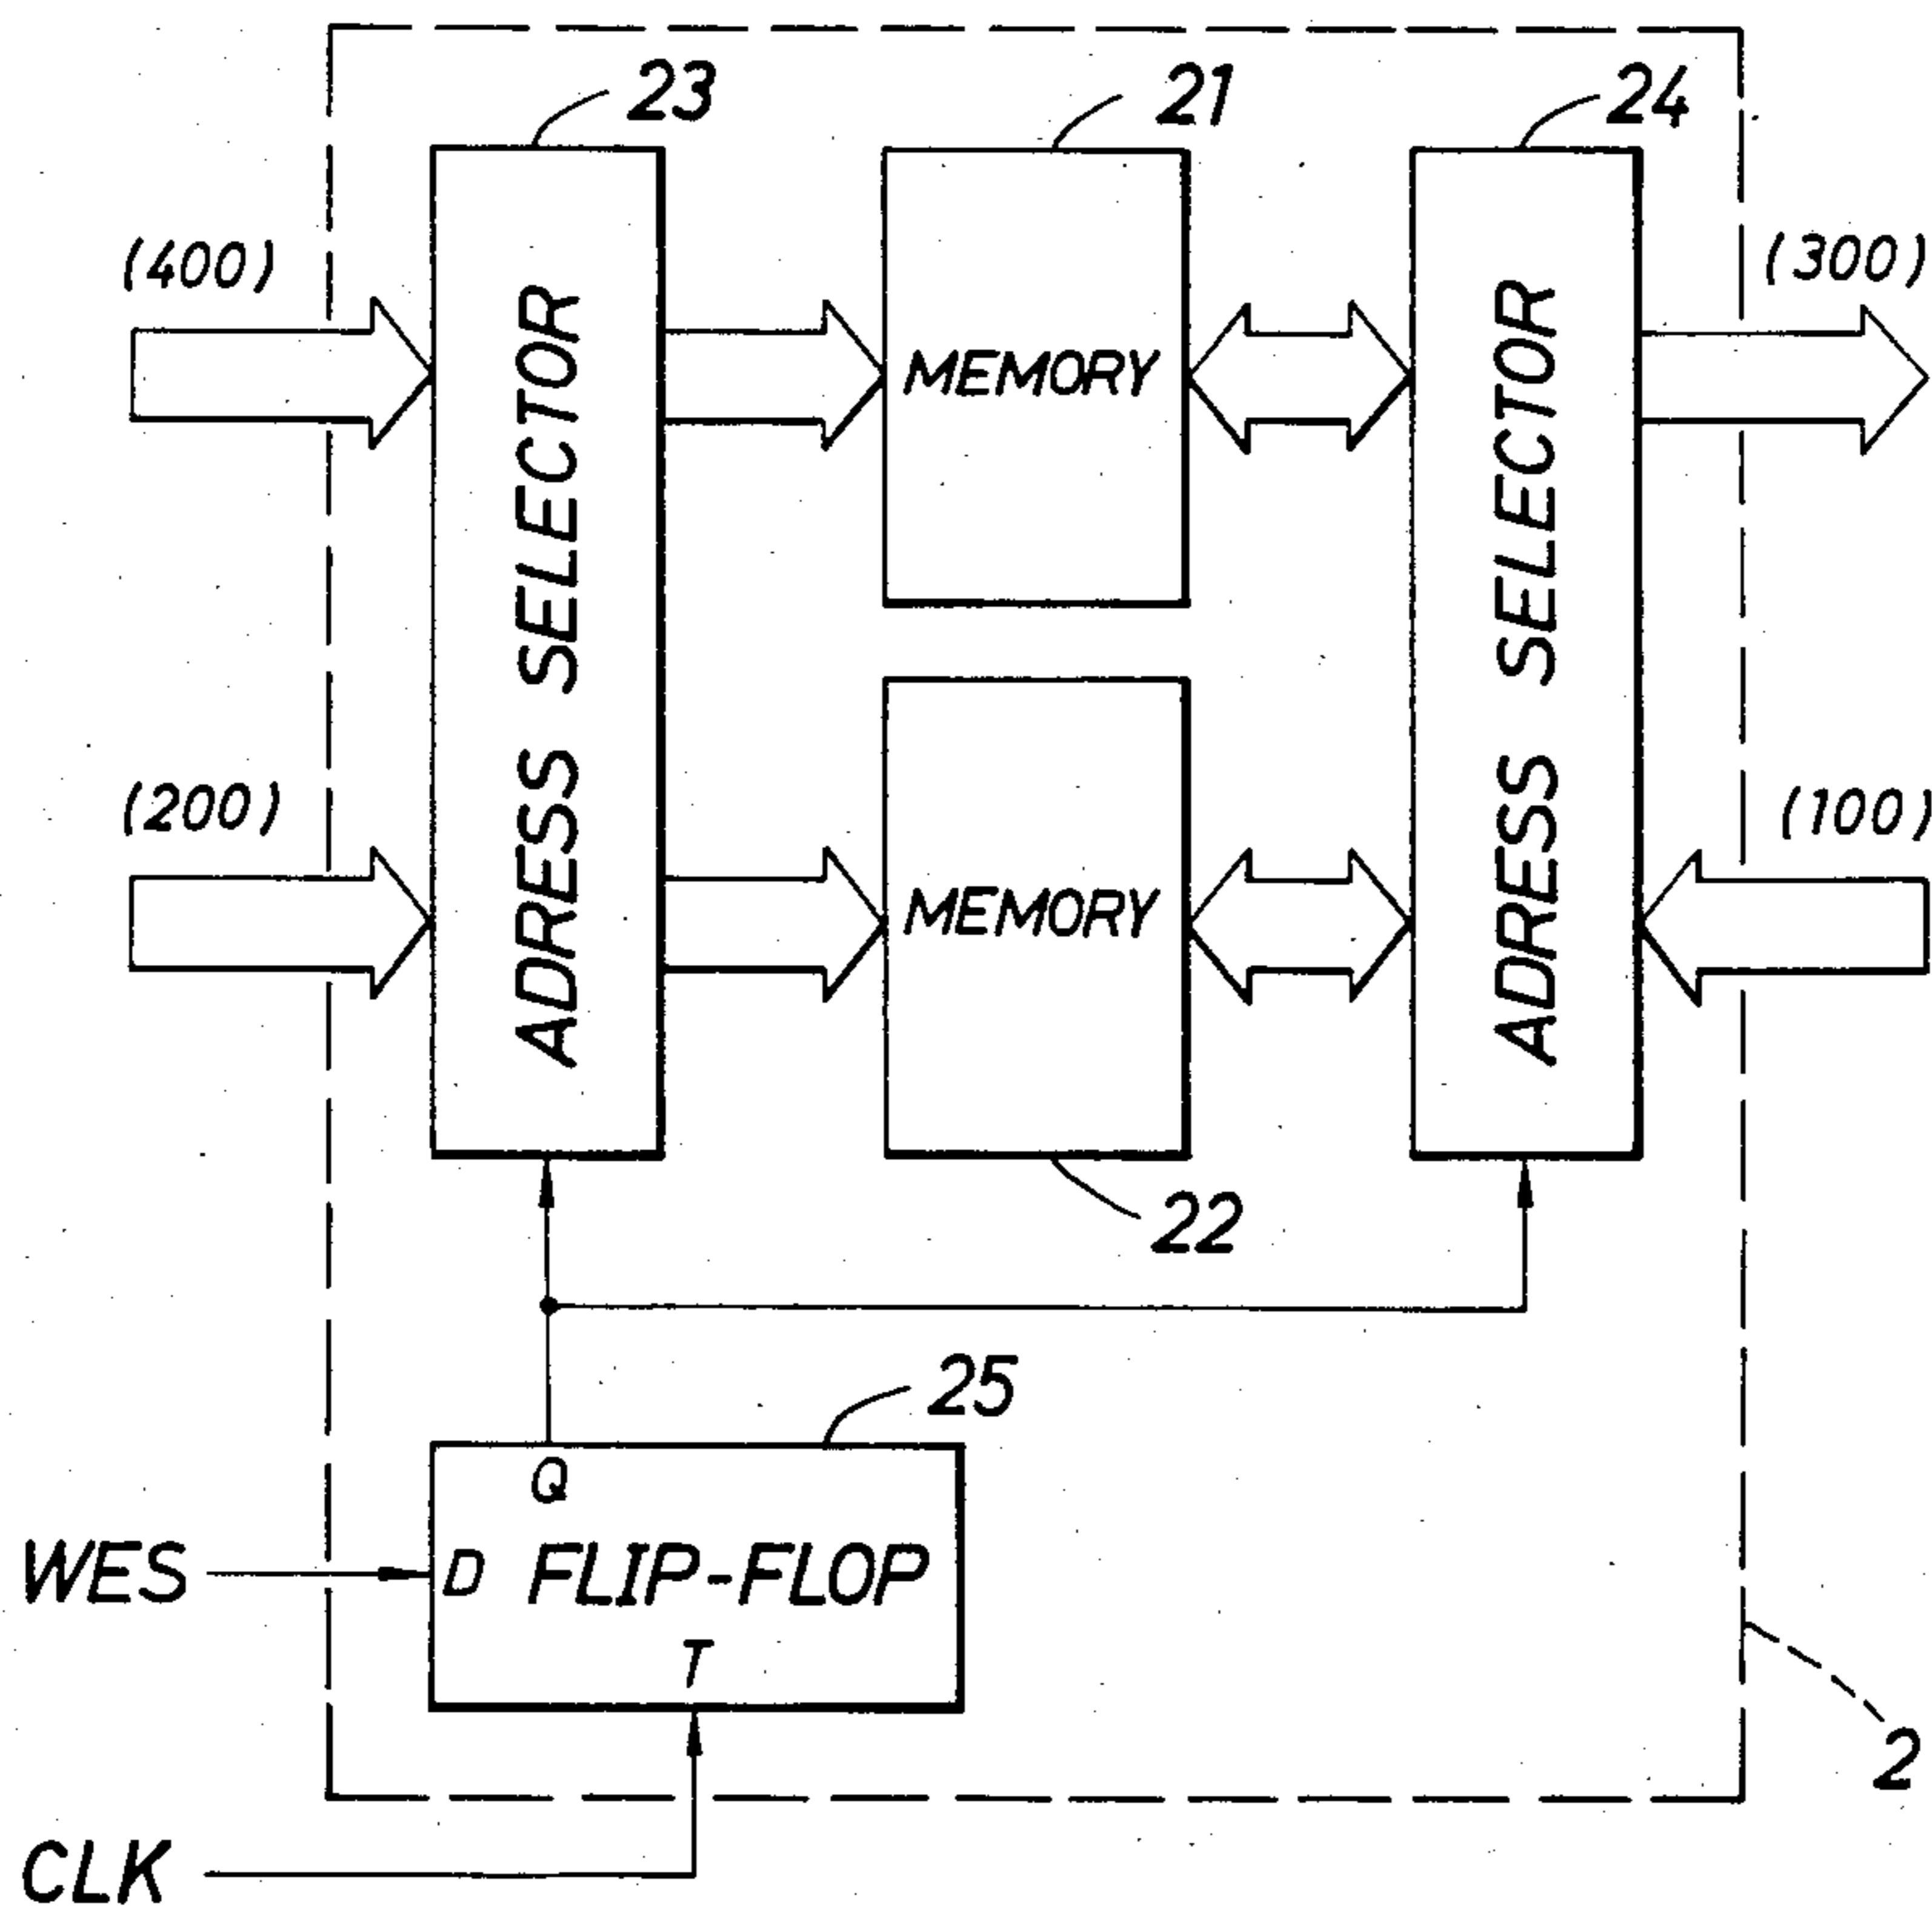 23
21
24
(400)
(300)
ADRESS SELECTOR
MEMORY
ADRESS SELECTOR
(200)
MEMORY
(100)
22
25
Q
WES
D FLIP-FLOP
T
2
CLK